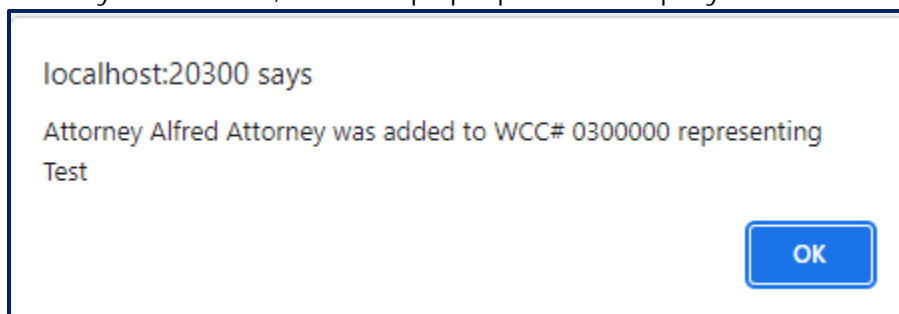 localhost:20300 says
Attorney Alfred Attorney was added to WCC# 0300000 representing
Test
OK